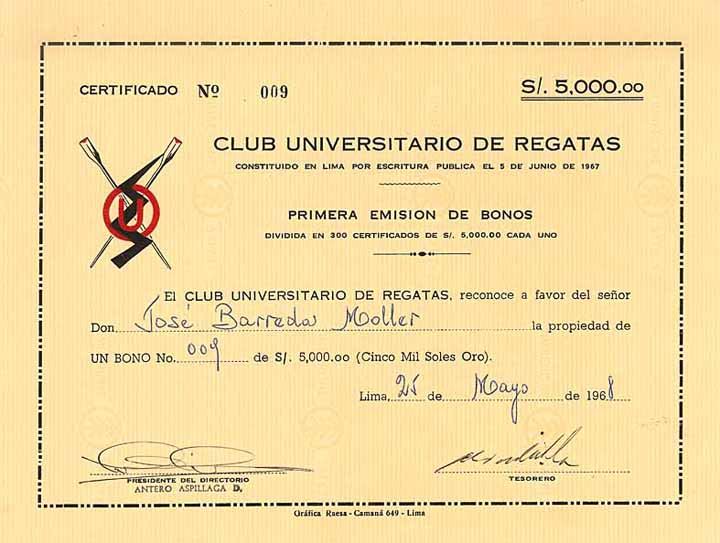 CERTIFICADO Nº 009
S/. 5,000.00
CLUB UNIVERSITARIO DE REGATAS
CONSTITUIDO EN LIMA POR ESCRITURA PUBLICA EL 5 DE JUNIO DE 1967
U
PRIMERA EMISION DE BONOS
DIVIDIDA EN 300 CERTIFICADOS DE S/. 5,000.00 CADA UNO
El CLUB UNIVERSITARIO DE REGATAS, reconoce a favor del señor
Don José Barreda Moller la propiedad de
UN BONO No. 009 de S/. 5,000.00 (Cinco Mil Soles Oro).
Lima, 25 de Mayo de 1968
PRESIDENTE DEL DIRECTORIO
ANTERO ASPILLAGA D.
TESORERO
Gráfica Raesa - Camaná 649 - Lima